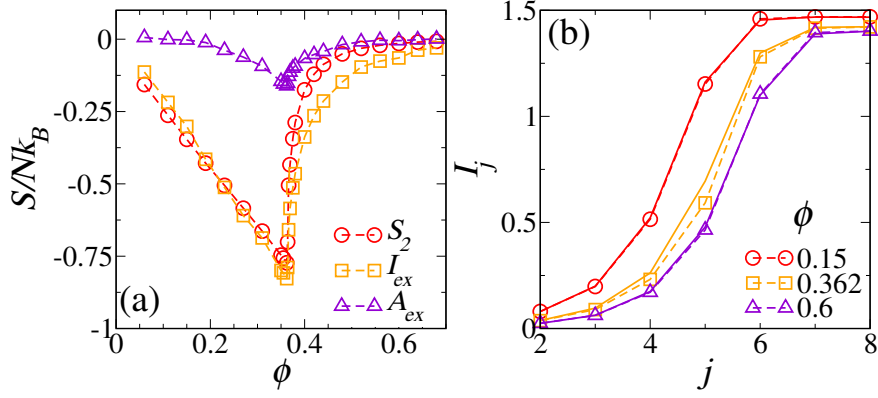 0
-0.25
-0.5
-0.75
-1
S/Nk_B
0
0.2
0.4
0.6
ϕ
(a)
S_2
I_ex
A_ex
1.5
1
0.5
0
I_j
2
4
6
8
j
(b)
ϕ
0.15
0.362
0.6